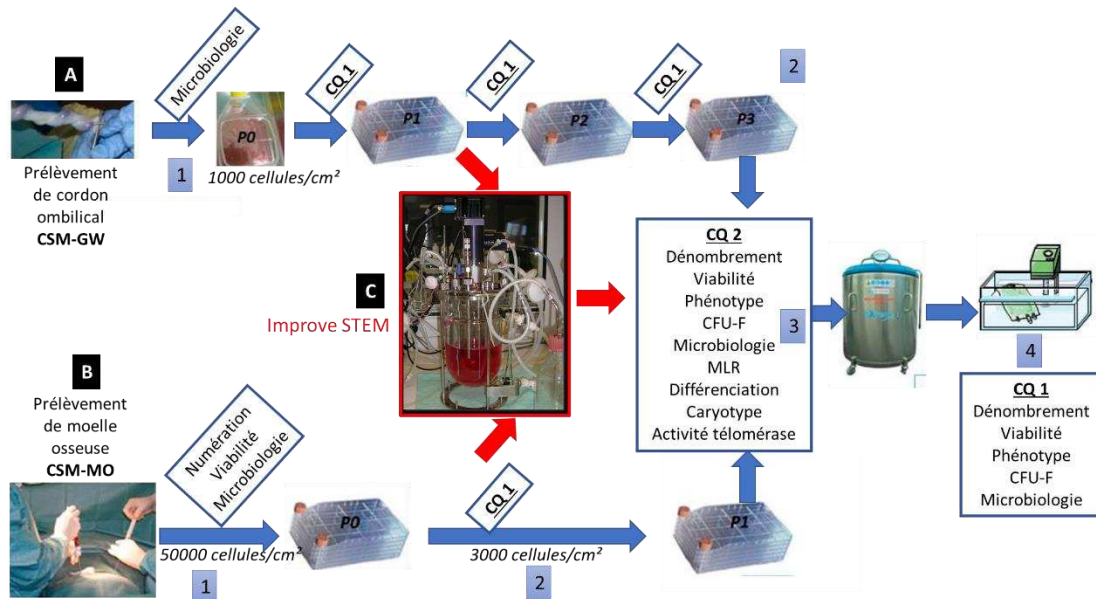 A
Prélèvement
de cordon
ombilical
CSM-GW
Microbiologie
1
P0
1000 cellules/cm²
CQ 1
P1
CQ 1
P2
CQ 1
P3
2
C
Improve STEM
CQ 2
Dénombrement
Viabilité
Phénotype
CFU-F
Microbiologie
MLR
Différenciation
Caryotype
Activité télomérase
3
4
CQ 1
Dénombrement
Viabilité
Phénotype
CFU-F
Microbiologie
B
Prélèvement
de moelle
osseuse
CSM-MO
Numération
Viabilité
Microbiologie
50000 cellules/cm²
1
P0
CQ 1
3000 cellules/cm²
2
P1